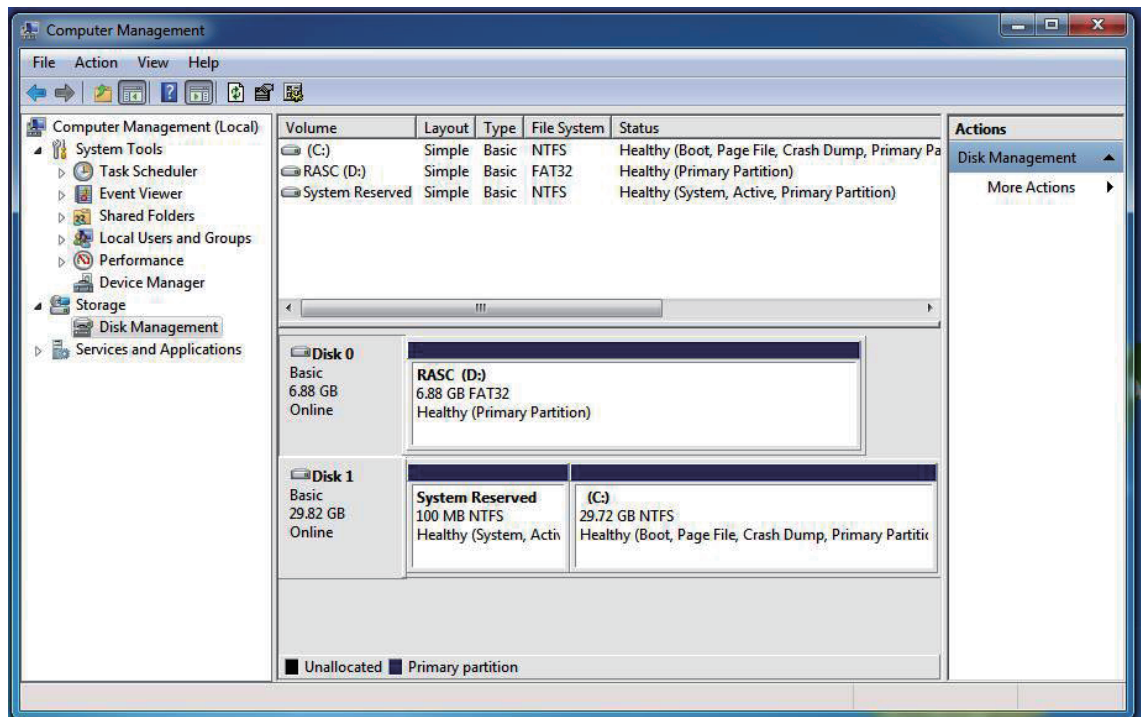 Computer Management
File Action View Help
Computer Management (Local)
System Tools
Task Scheduler
Event Viewer
Shared Folders
Local Users and Groups
Performance
Device Manager
Storage
Disk Management
Services and Applications
Volume Layout Type File System Status
(C:) Simple Basic NTFS Healthy (Boot, Page File, Crash Dump, Primary Pa
RASC (D:) Simple Basic FAT32 Healthy (Primary Partition)
System Reserved Simple Basic NTFS Healthy (System, Active, Primary Partition)
Disk 0
Basic
6.88 GB
Online
RASC (D:)
6.88 GB FAT32
Healthy (Primary Partition)
Disk 1
Basic
29.82 GB
Online
System Reserved
100 MB NTFS
Healthy (System, Activ
(C:)
29.72 GB NTFS
Healthy (Boot, Page File, Crash Dump, Primary Partitic
Unallocated Primary partition
Actions
Disk Management
More Actions